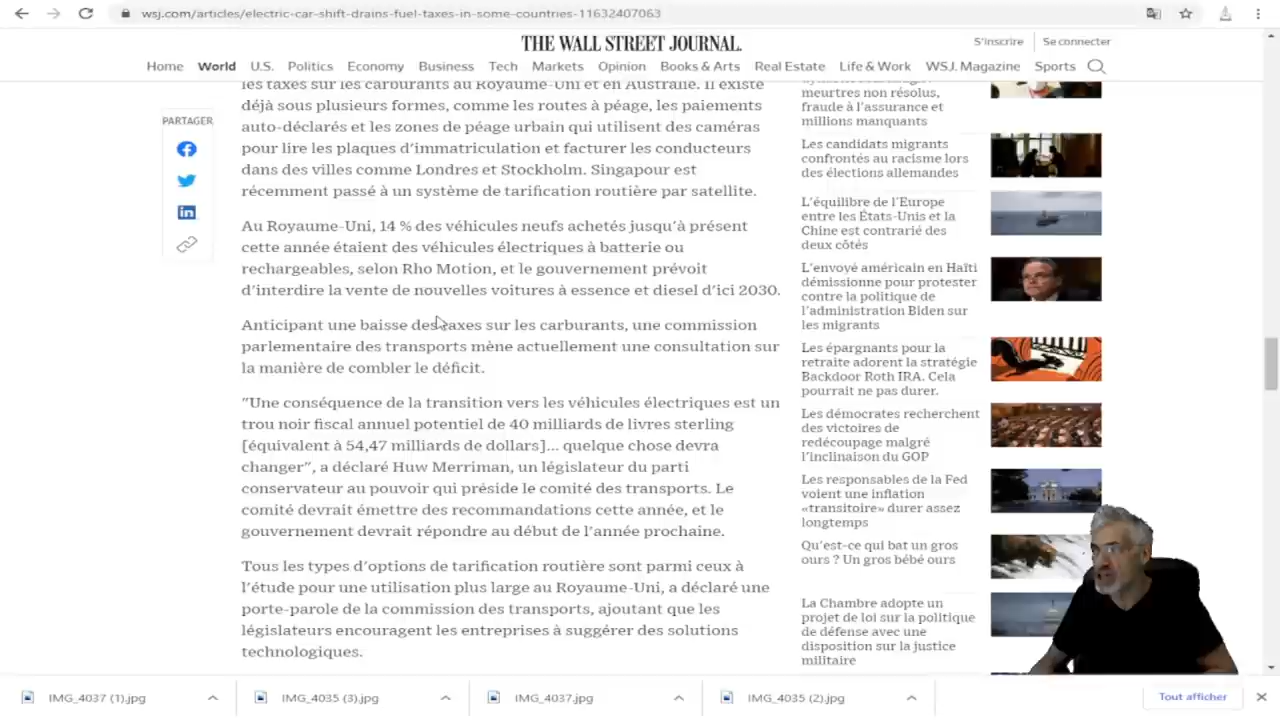 wsj.com/articles/electric-car-shift-drains-fuel-taxes-in-some-countries-11632407063
THE WALL STREET JOURNAL.
S'inscrire
Se connecter
Home World U.S. Politics Economy Business Tech Markets Opinion Books & Arts Real Estate Life & Work WSJ. Magazine Sports
PARTAGER
les taxes sur les carburants au Royaume-Uni et en Australie. Il existe
déjà sous plusieurs formes, comme les routes à péage, les paiements
auto-déclarés et les zones de péage urbain qui utilisent des caméras
pour lire les plaques d'immatriculation et facturer les conducteurs
dans des villes comme Londres et Stockholm. Singapour est
récemment passé à un système de tarification routière par satellite.
Au Royaume-Uni, 14 % des véhicules neufs achetés jusqu'à présent
cette année étaient des véhicules électriques à batterie ou
rechargeables, selon Rho Motion, et le gouvernement prévoit
d'interdire la vente de nouvelles voitures à essence et diesel d'ici 2030.
Anticipant une baisse des taxes sur les carburants, une commission
parlementaire des transports mène actuellement une consultation sur
la manière de combler le déficit.
"Une conséquence de la transition vers les véhicules électriques est un
trou noir fiscal annuel potentiel de 40 milliards de livres sterling
[équivalent à 54,47 milliards de dollars]... quelque chose devra
changer", a déclaré Huw Merriman, un législateur du parti
conservateur au pouvoir qui préside le comité des transports. Le
comité devrait émettre des recommandations cette année, et le
gouvernement devrait répondre au début de l'année prochaine.
Tous les types d'options de tarification routière sont parmi ceux à
l'étude pour une utilisation plus large au Royaume-Uni, a déclaré une
porte-parole de la commission des transports, ajoutant que les
législateurs encouragent les entreprises à suggérer des solutions
technologiques.
meurtres non résolus,
fraude à l'assurance et
millions manquants
Les candidats migrants
confrontés au racisme lors
des élections allemandes
L'équilibre de l'Europe
entre les États-Unis et la
Chine est contrarié des
deux côtés
L'envoyé américain en Haïti
démissionne pour protester
contre la politique de
l'administration Biden sur
les migrants
Les épargnants pour la
retraite adorent la stratégie
Backdoor Roth IRA. Cela
pourrait ne pas durer.
Les démocrates recherchent
des victoires de
redécoupage malgré
l'inclinaison du GOP
Les responsables de la Fed
voient une inflation
«transitoire» durer assez
longtemps
Qu'est-ce qui bat un gros
ours ? Un gros bébé ours
La Chambre adopte un
projet de loi sur la politique
de défense avec une
disposition sur la justice
militaire
IMG_4037 (1).jpg
IMG_4035 (3).jpg
IMG_4037.jpg
IMG_4035 (2).jpg
Tout afficher